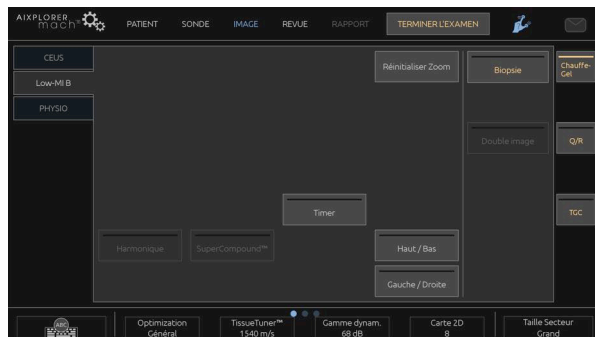 AIXPLORER
mach
PATIENT
SONDE
IMAGE
REVUE
RAPPORT
TERMINER L'EXAMEN
CEUS
Low-MI B
PHYSIO
Réinitialiser Zoom
Biopsie
Chauffe-
Gel
Double image
Q/R
Timer
TGC
Harmonique
SuperCompound™
Haut / Bas
Gauche / Droite
ABC
Optimization
Général
TissueTuner™
1540 m/s
Gamme dynam.
68 dB
Carte 2D
8
Taille Secteur
Grand